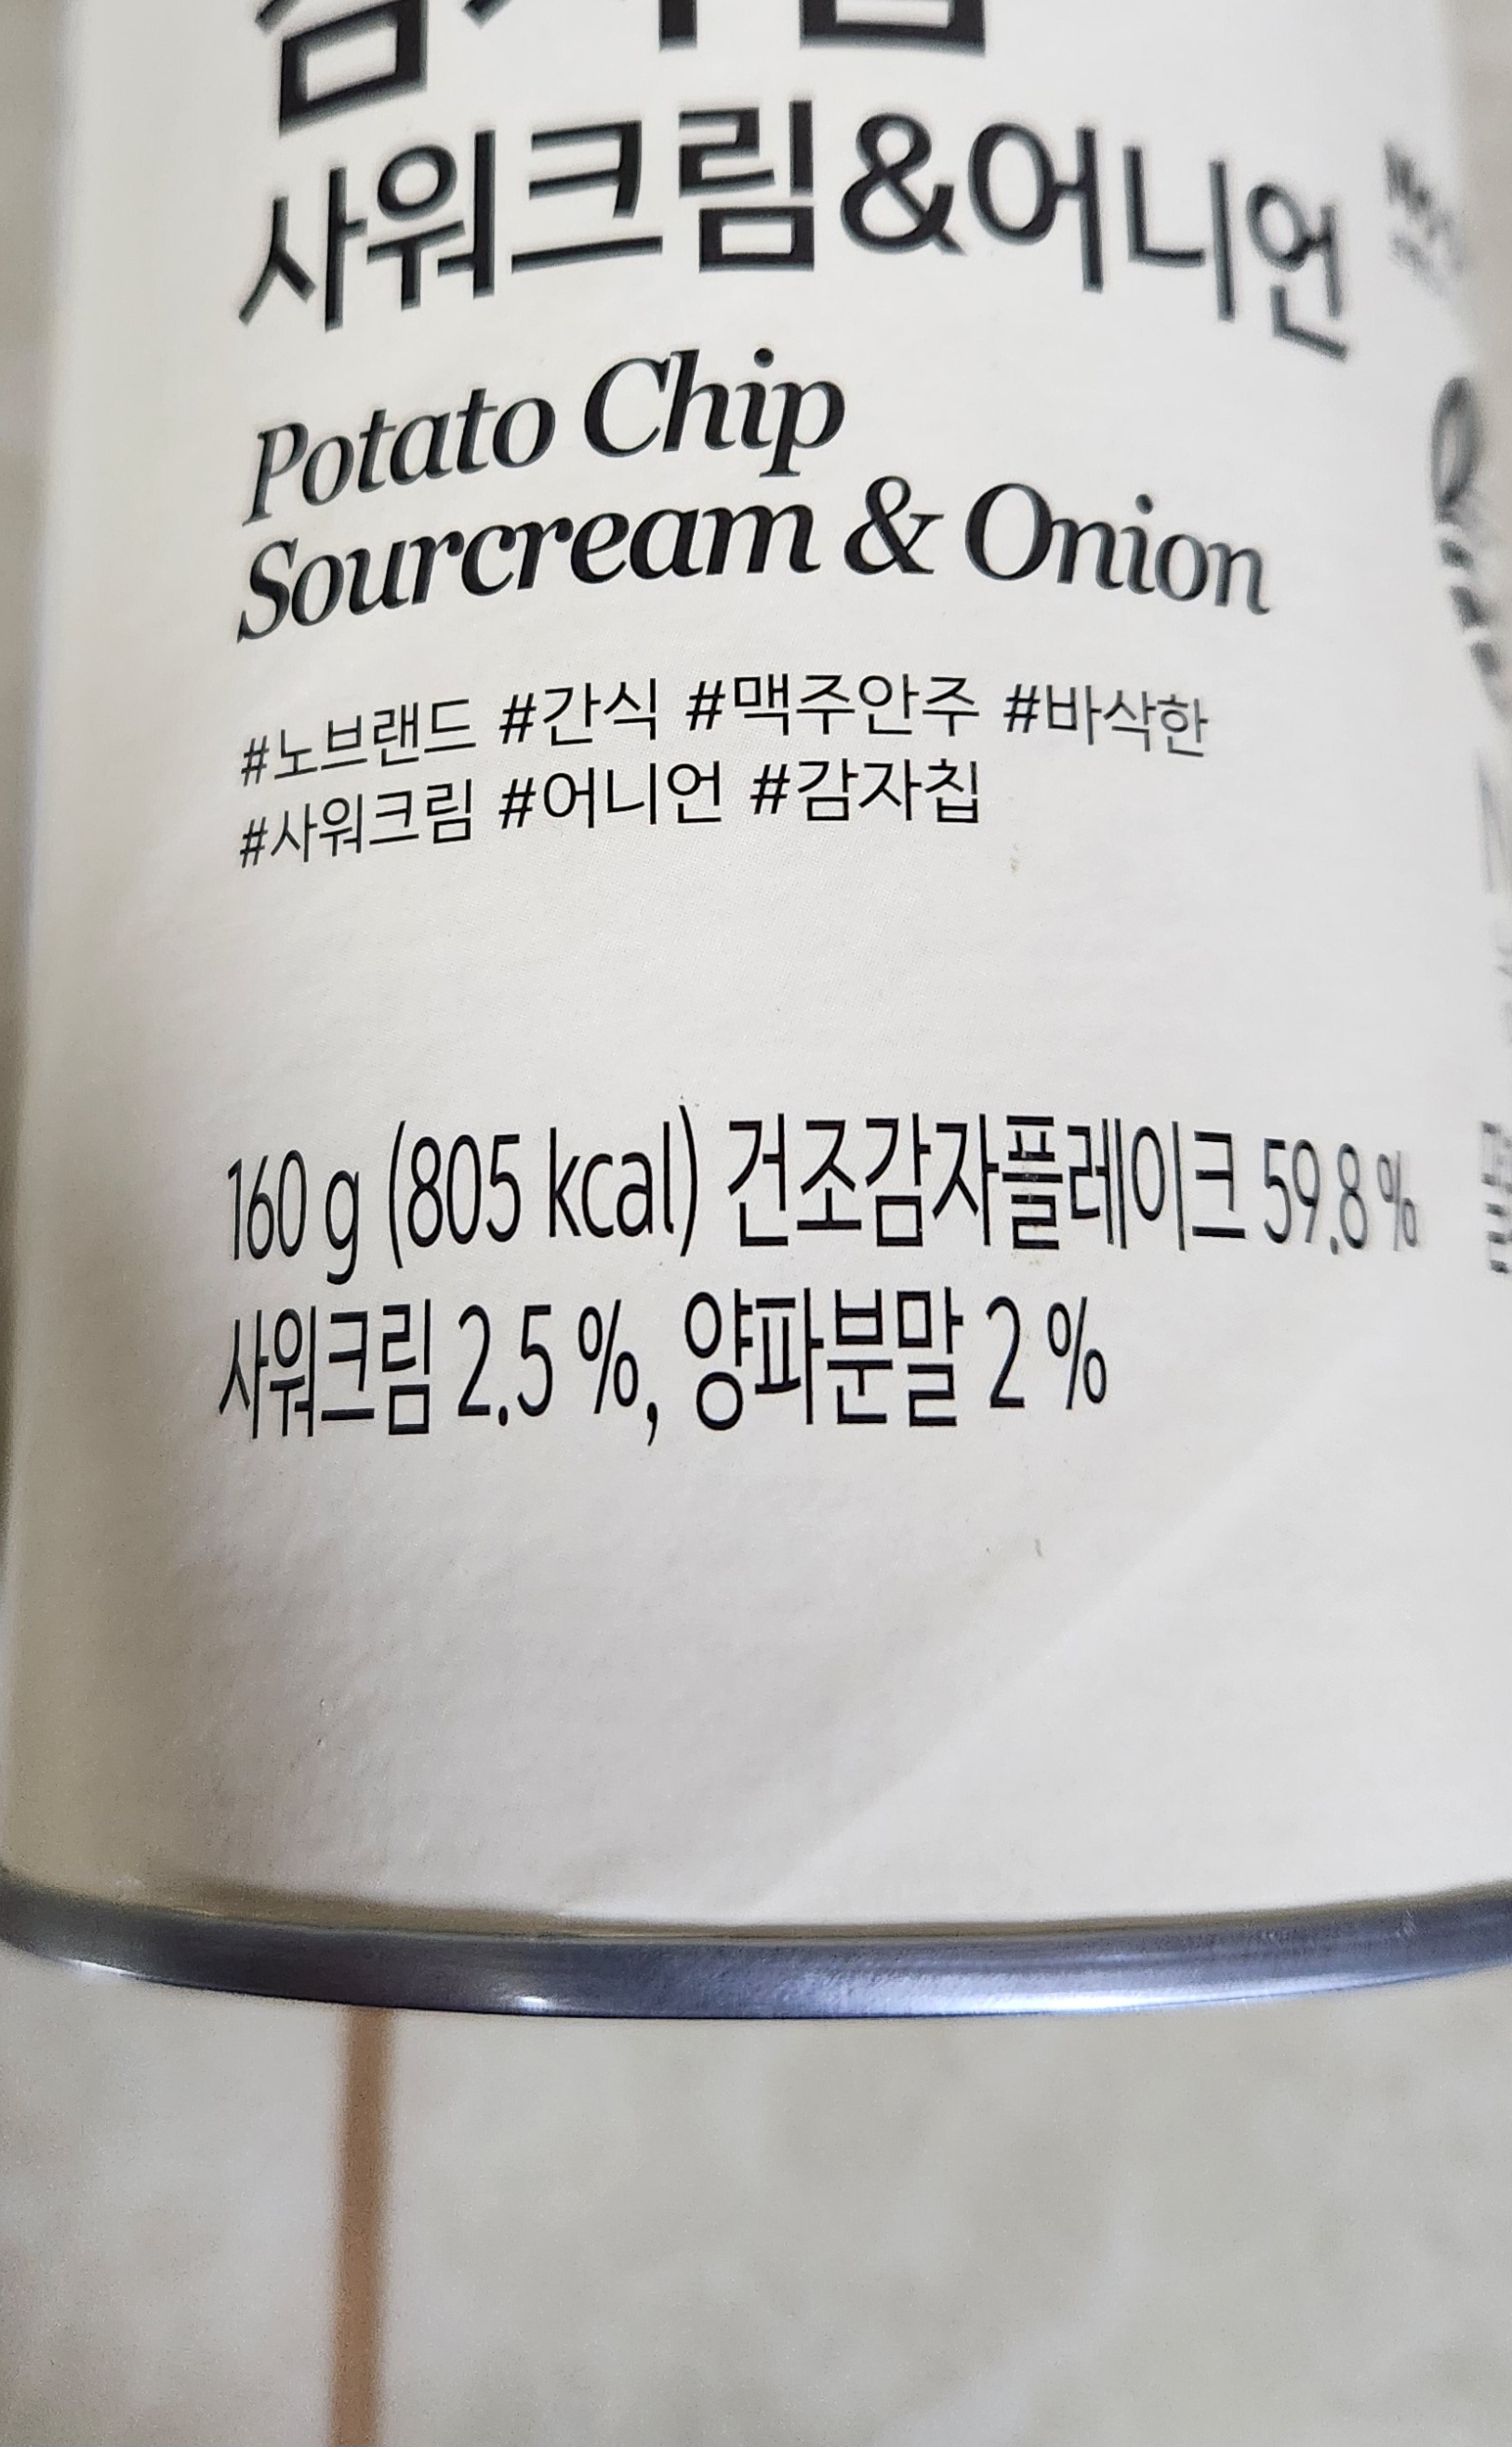 사워크림&어니언
Potato Chip
Sourcream & Onion
#노브랜드 #간식 #맥주안주 #바삭한
#사워크림 #어니언 #감자칩
160 g (805 kcal) 건조감자플레이크 59.8 %
사워크림 2.5 %, 양파분말 2 %